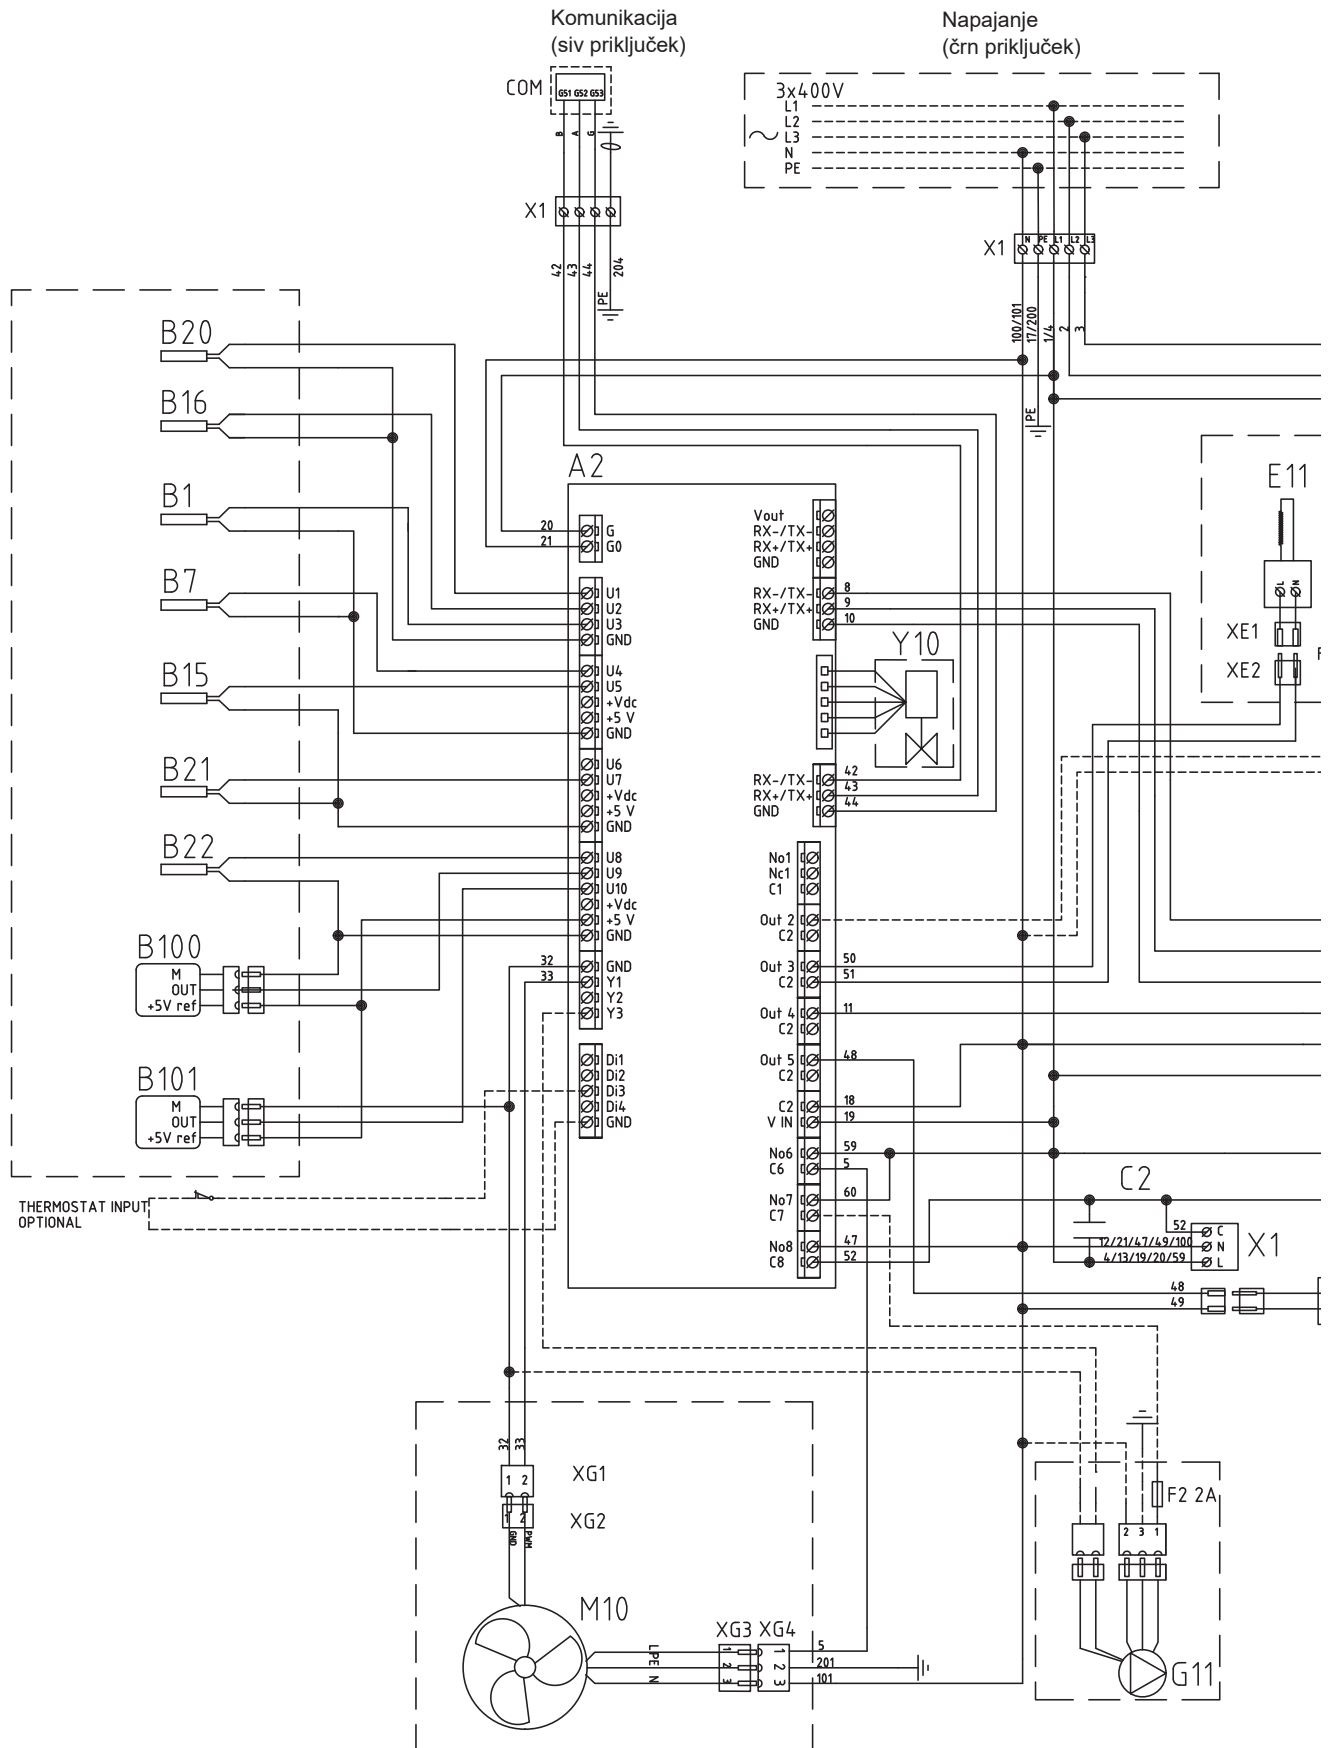 Komunikacija
(siv priključek)
Napajanje
(črn priključek)
COM
G51 G52 G53
B
A
G
X1
42
43
44
204
PE
3x400V
L1
L2
L3
N
PE
X1
N PE L1 L2 L3
100/101
17/200
1/4
2
3
PE
B20
B16
B1
B7
B15
B21
B22
B100
M
OUT
+5V ref
B101
M
OUT
+5V ref
THERMOSTAT INPUT
OPTIONAL
A2
20 G
21 G0
U1
U2
U3
GND
U4
U5
+Vdc
+5 V
GND
U6
U7
+Vdc
+5 V
GND
U8
U9
U10
+Vdc
+5 V
GND
32 GND
33 Y1
Y2
Y3
Di1
Di2
Di3
Di4
GND
Vout
RX-/TX-
RX+/TX+
GND
RX-/TX- 8
RX+/TX+ 9
GND 10
Y10
RX-/TX- 42
RX+/TX+ 43
GND 44
No1
Nc1
C1
Out 2
C2
Out 3 50
C2 51
Out 4 11
C2
Out 5 48
C2
C2 18
V IN 19
No6 59
C6 5
No7 60
C7
No8 47
C8 52
E11
L N
XE1
XE2
F
C2
52 C
12/21/47/49/100 N
4/13/19/20/59 L
X1
48
49
32
33
1 2
XG1
1 2
XG2
GND
PWM
M10
L PE N
XG3 XG4
1 1 5
2 2 201
3 3 101
F2 2A
2 3 1
G11